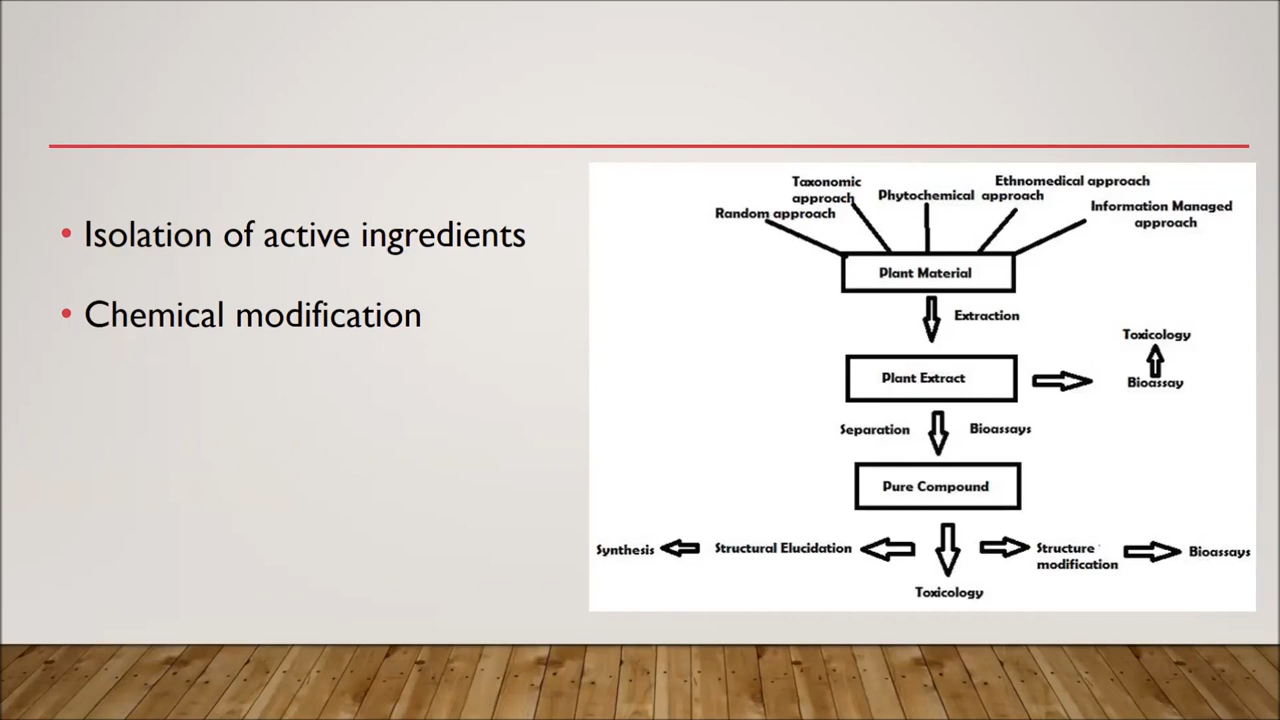 • Isolation of active ingredients
• Chemical modification
Taxonomic
approach
Random approach
Phytochemical approach
Ethnomedical approach
Information Managed
approach
Plant Material
Extraction
Plant Extract
Toxicology
Bioassay
Separation
Bioassays
Pure Compound
Synthesis
Structural Elucidation
Structure
modification
Bioassays
Toxicology